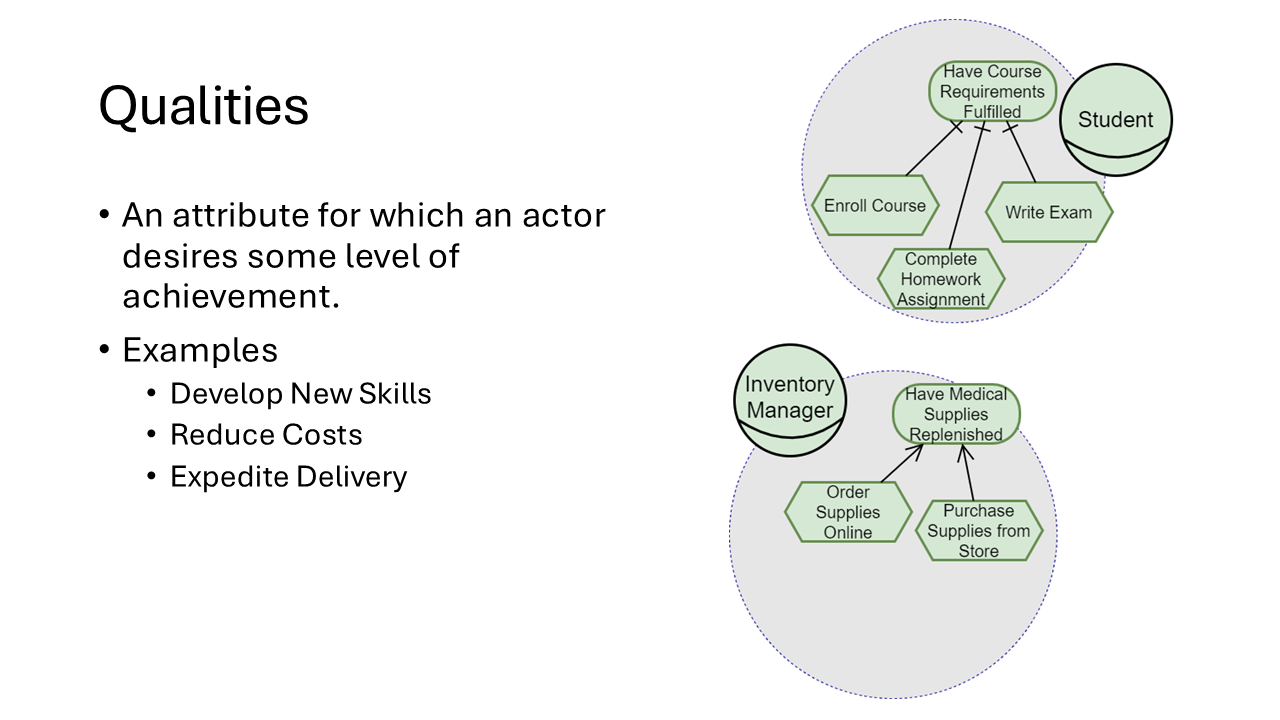 Qualities
• An attribute for which an actor
desires some level of
achievement.
• Examples
• Develop New Skills
• Reduce Costs
• Expedite Delivery
Have Course
Requirements
Fulfilled
Student
Enroll Course
Write Exam
Complete
Homework
Assignment
Inventory
Manager
Have Medical
Supplies
Replenished
Order
Supplies
Online
Purchase
Supplies from
Store